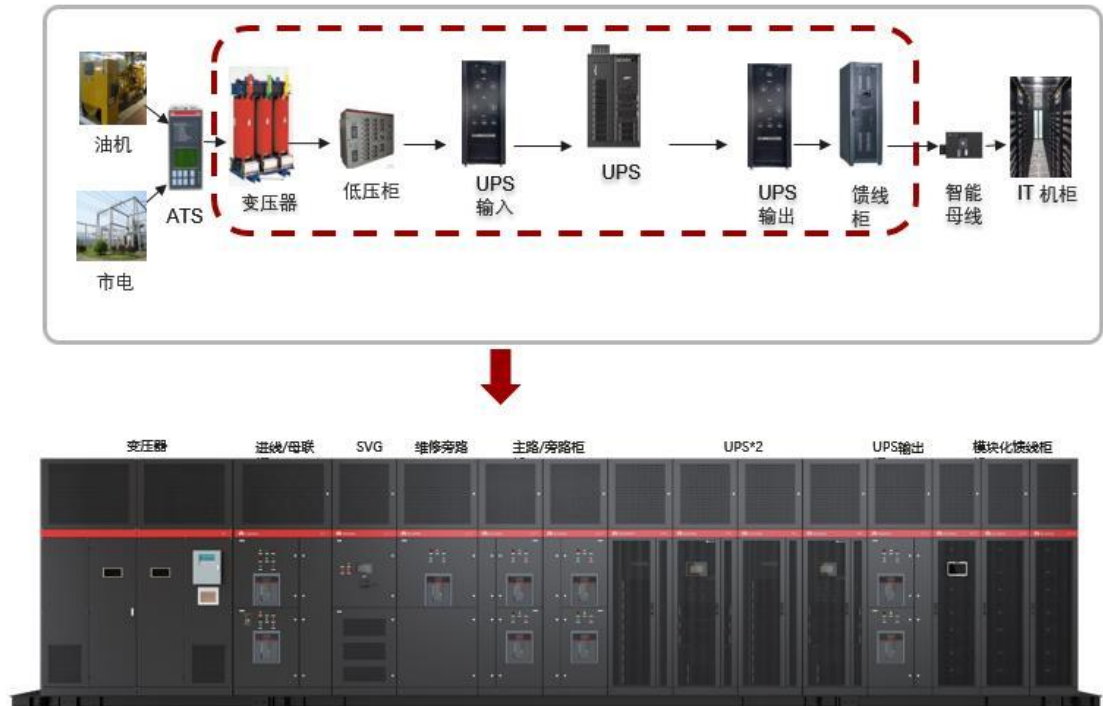 油机
市电
ATS
变压器
低压柜
UPS
输入
UPS
UPS
输出
馈线
柜
智能
母线
IT 机柜
变压器
进线/母联
SVG
维修旁路
主路/旁路柜
UPS*2
UPS输出
模块化馈线柜